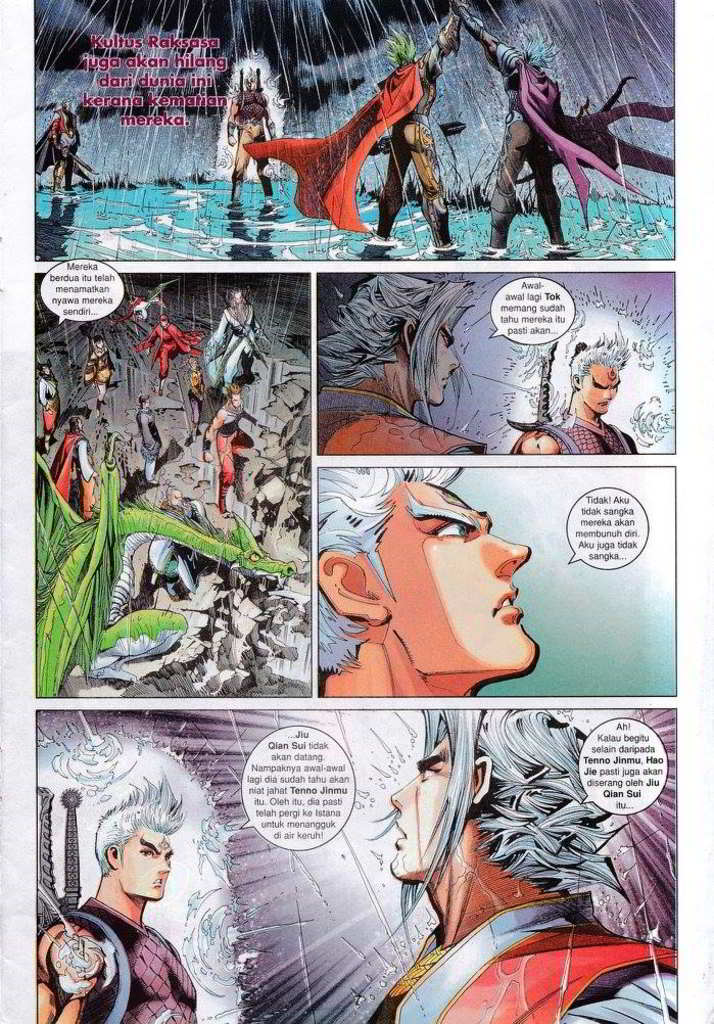 Kultus Raksasa
juga akan hilang
dari dunia ini
kerana kematian
mereka.
Mereka
berdua itu telah
menamatkan
nyawa mereka
sendiri...
Awal-
awal lagi Tok
memang sudah
tahu mereka itu
pasti akan...
Tidak! Aku
tidak sangka
mereka akan
membunuh diri.
Aku juga tidak
sangka...
...Jiu
Qian Sui tidak
akan datang.
Nampaknya awal-awal
lagi dia sudah tahu akan
niat jahat Tenno Jinmu
itu. Oleh itu, dia pasti
telah pergi ke Istana
untuk menangguk
di air keruh!
Ah!
Kalau begitu
selain daripada
Tenno Jinmu, Hao
Jie pasti juga akan
diserang oleh Jiu
Qian Sui
itu...